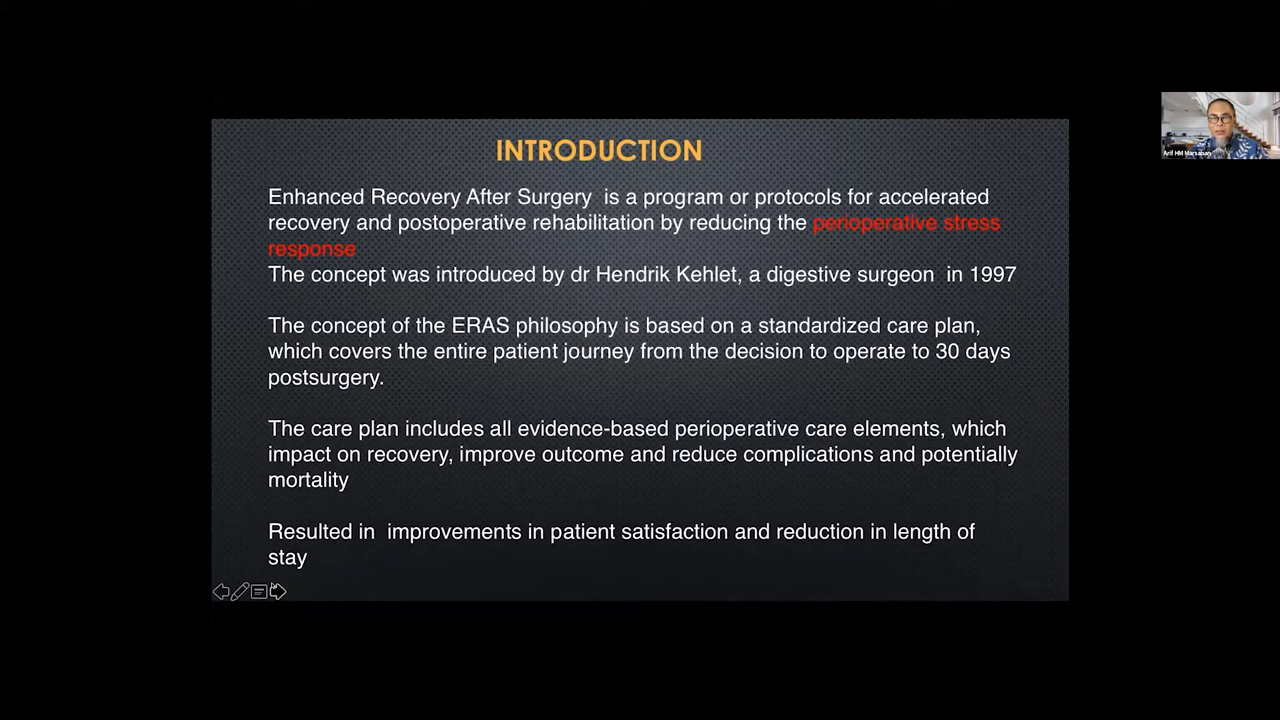 INTRODUCTION
Enhanced Recovery After Surgery  is a program or protocols for accelerated
recovery and postoperative rehabilitation by reducing the perioperative stress
response
The concept was introduced by dr Hendrik Kehlet, a digestive surgeon  in 1997
The concept of the ERAS philosophy is based on a standardized care plan,
which covers the entire patient journey from the decision to operate to 30 days
postsurgery.
The care plan includes all evidence-based perioperative care elements, which
impact on recovery, improve outcome and reduce complications and potentially
mortality
Resulted in  improvements in patient satisfaction and reduction in length of
stay
Arif HM Marsaban